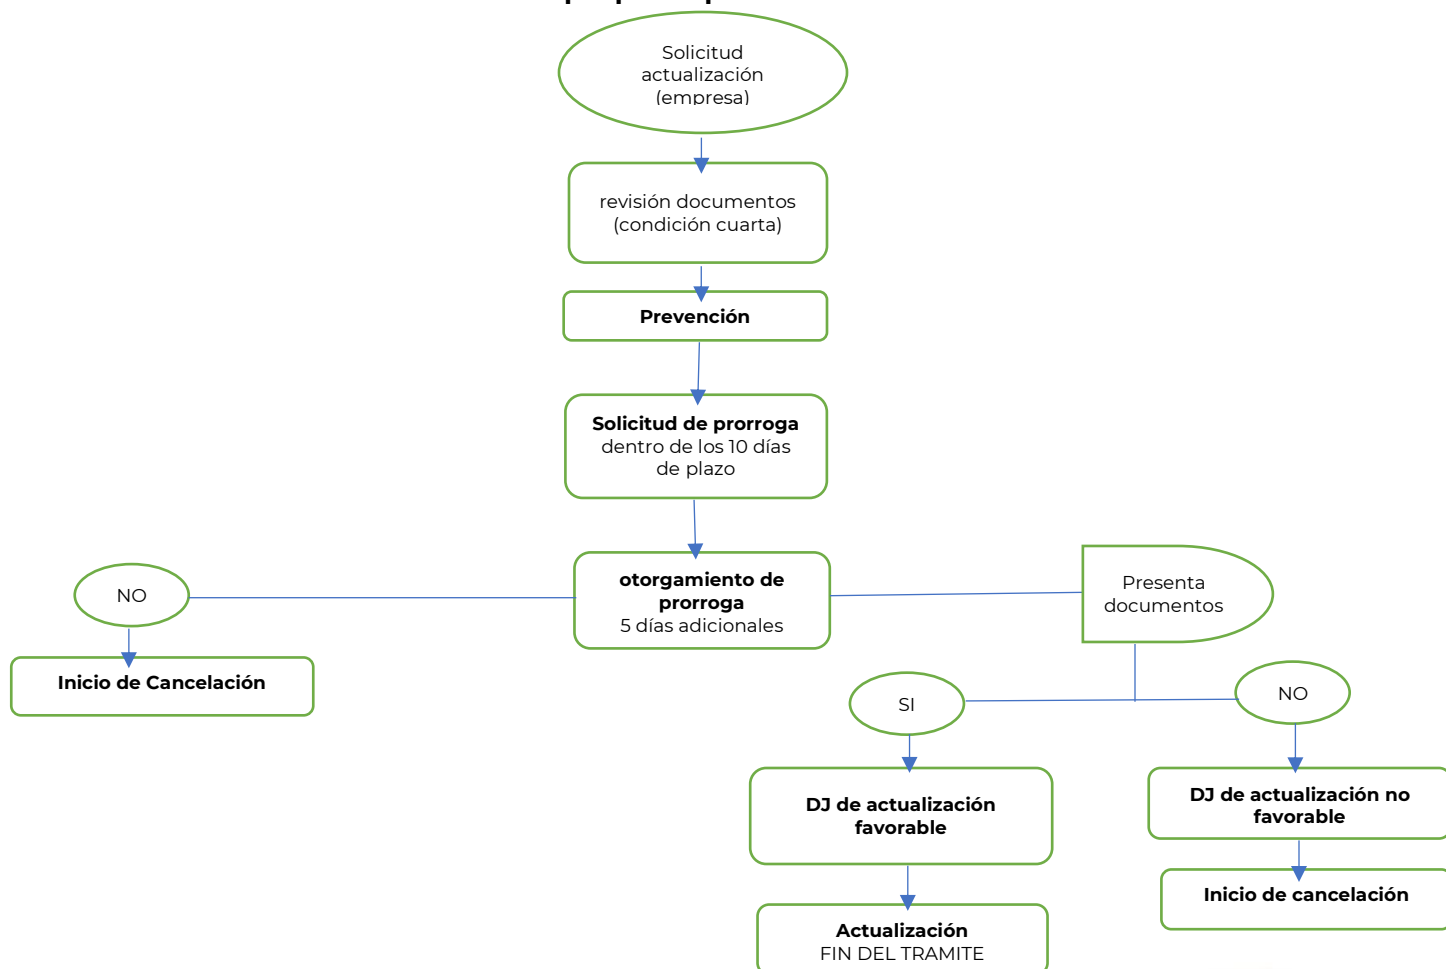 Solicitud
actualización
(empresa)
revisión documentos
(condición cuarta)
Prevención
Solicitud de prorroga
dentro de los 10 días
de plazo
otorgamiento de
prorroga
5 días adicionales
NO
Inicio de Cancelación
Presenta
documentos
SI
NO
DJ de actualización
favorable
DJ de actualización no
favorable
Inicio de cancelación
Actualización
FIN DEL TRAMITE